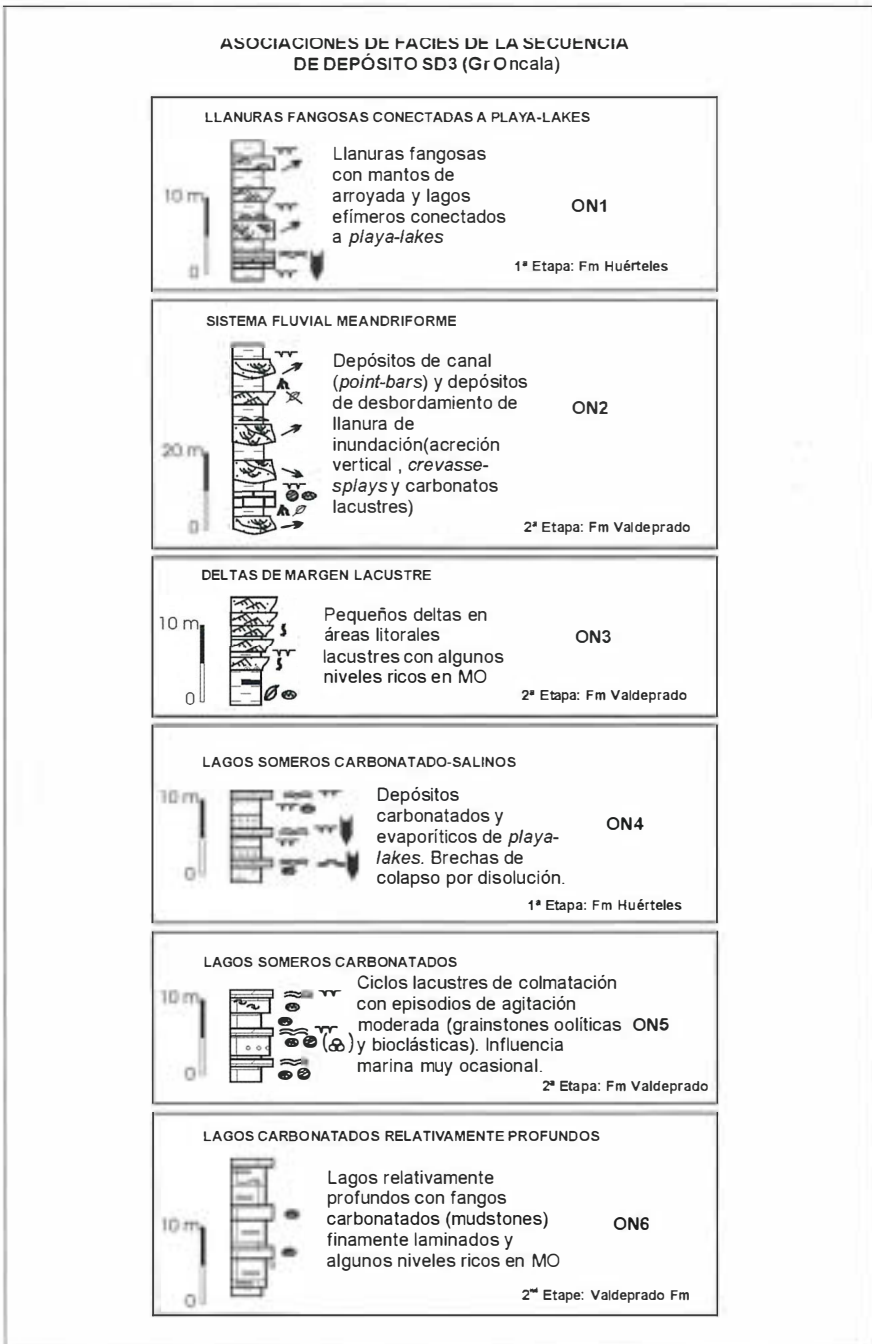 ASOCIACIONES DE FACIES DE LA SECUENCIA
DE DEPÓSITO SD3 (Gr Oncala)
LLANURAS FANGOSAS CONECTADAS A PLAYA-LAKES
10 m
0
Llanuras fangosas
con mantos de
arroyada y lagos
efímeros conectados
a playa-lakes
ON1
1ª Etapa: Fm Huérteles
SISTEMA FLUVIAL MEANDRIFORME
20 m
0
Depósitos de canal
(point-bars) y depósitos
de desbordamiento de
llanura de
inundación(acreción
vertical , crevasse-
splays y carbonatos
lacustres)
ON2
2ª Etapa: Fm Valdeprado
DELTAS DE MARGEN LACUSTRE
10 m
0
Pequeños deltas en
áreas litorales
lacustres con algunos
niveles ricos en MO
ON3
2ª Etapa: Fm Valdeprado
LAGOS SOMEROS CARBONATADO-SALINOS
10 m
0
Depósitos
carbonatados y
evaporíticos de playa-
lakes. Brechas de
colapso por disolución.
ON4
1ª Etapa: Fm Huérteles
LAGOS SOMEROS CARBONATADOS
10 m
0
Ciclos lacustres de colmatación
con episodios de agitación
moderada (grainstones oolíticas
y bioclásticas). Influencia
marina muy ocasional.
ON5
2ª Etapa: Fm Valdeprado
LAGOS CARBONATADOS RELATIVAMENTE PROFUNDOS
10 m
0
Lagos relativamente
profundos con fangos
carbonatados (mudstones)
finamente laminados y
algunos niveles ricos en MO
ON6
2ⁿᵈ Etapa: Valdeprado Fm